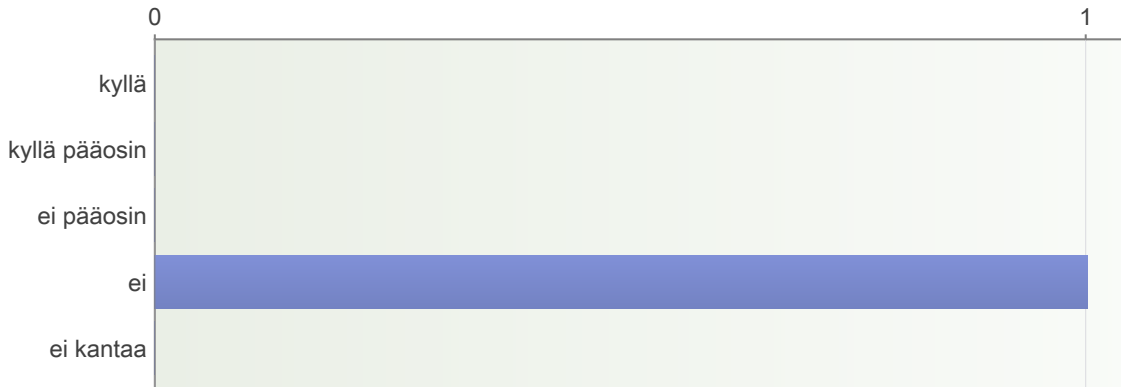 0 1
kyllä
kyllä pääosin
ei pääosin
ei
ei kantaa